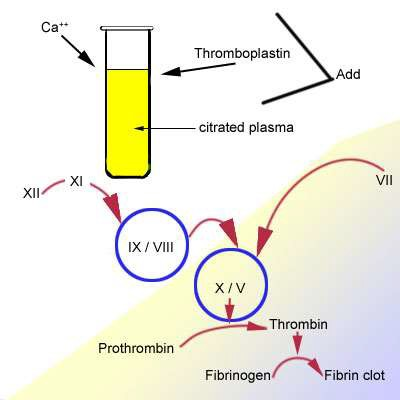 Ca⁺⁺
Thromboplastin
Add
citrated plasma
XII
XI
VII
IX / VIII
X / V
Thrombin
Prothrombin
Fibrinogen
Fibrin clot